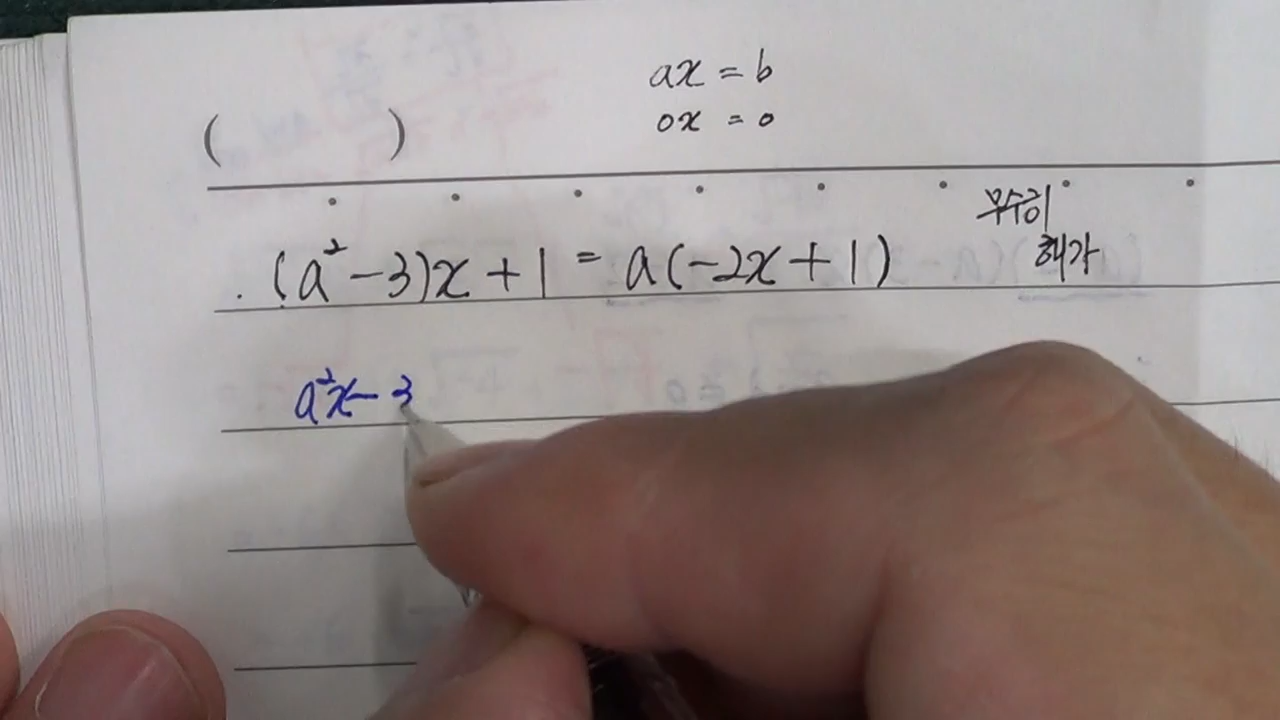 ax = b
( ) 0x = 0
무수히
(a² - 3)x + 1 = a(-2x + 1) 해가
a²x - 3